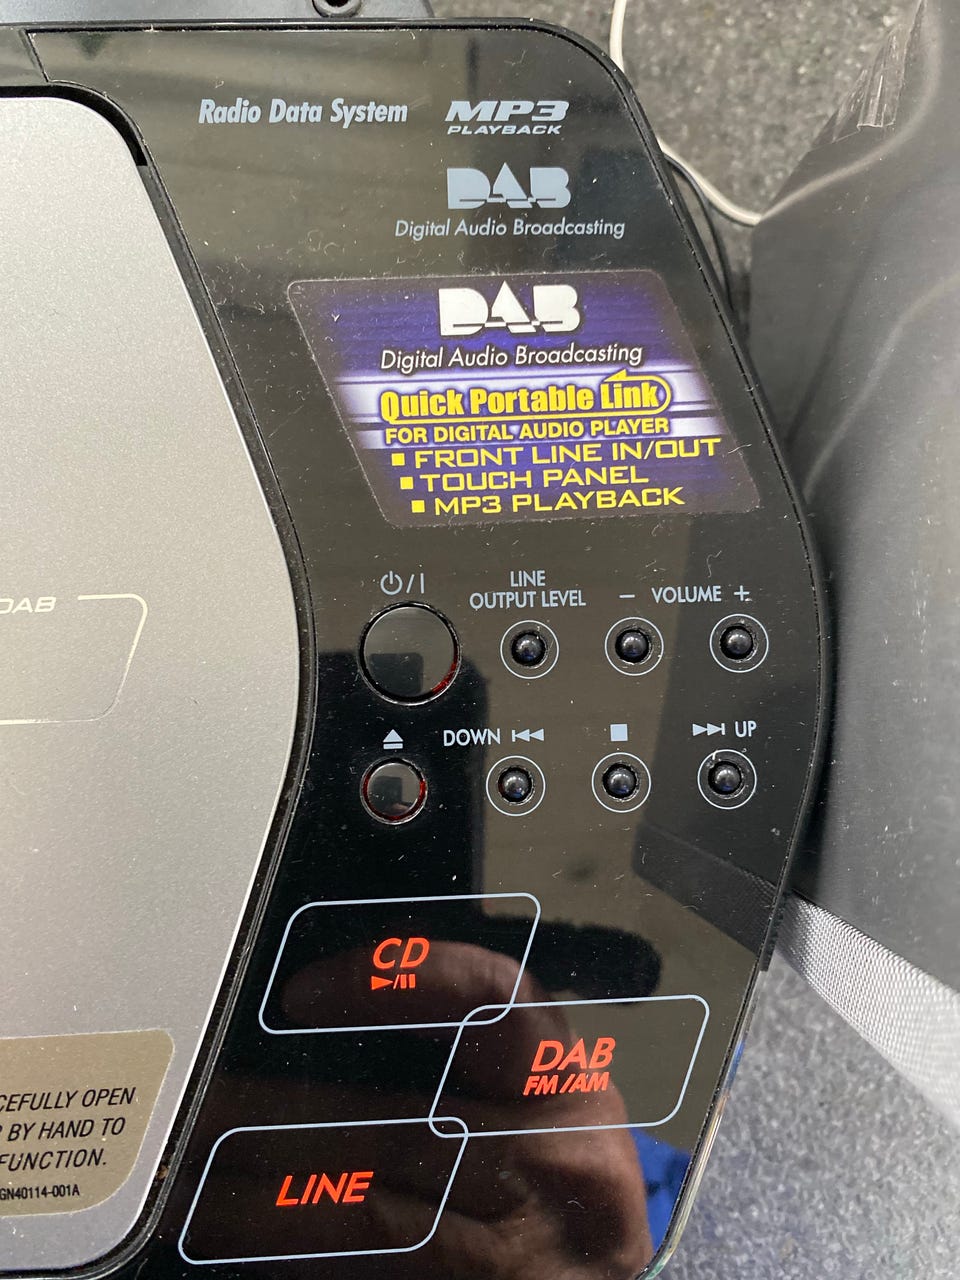 Radio Data System
MP3
PLAYBACK
DAB
Digital Audio Broadcasting
DAB
Digital Audio Broadcasting
Quick Portable Link
FOR DIGITAL AUDIO PLAYER
FRONT LINE IN/OUT
TOUCH PANEL
MP3 PLAYBACK
⏻/I
LINE
OUTPUT LEVEL
– VOLUME +
DOWN
UP
DAB
CD
DAB
FM/AM
LINE
OPEN
BY HAND TO
FUNCTION.
GN40114-001A